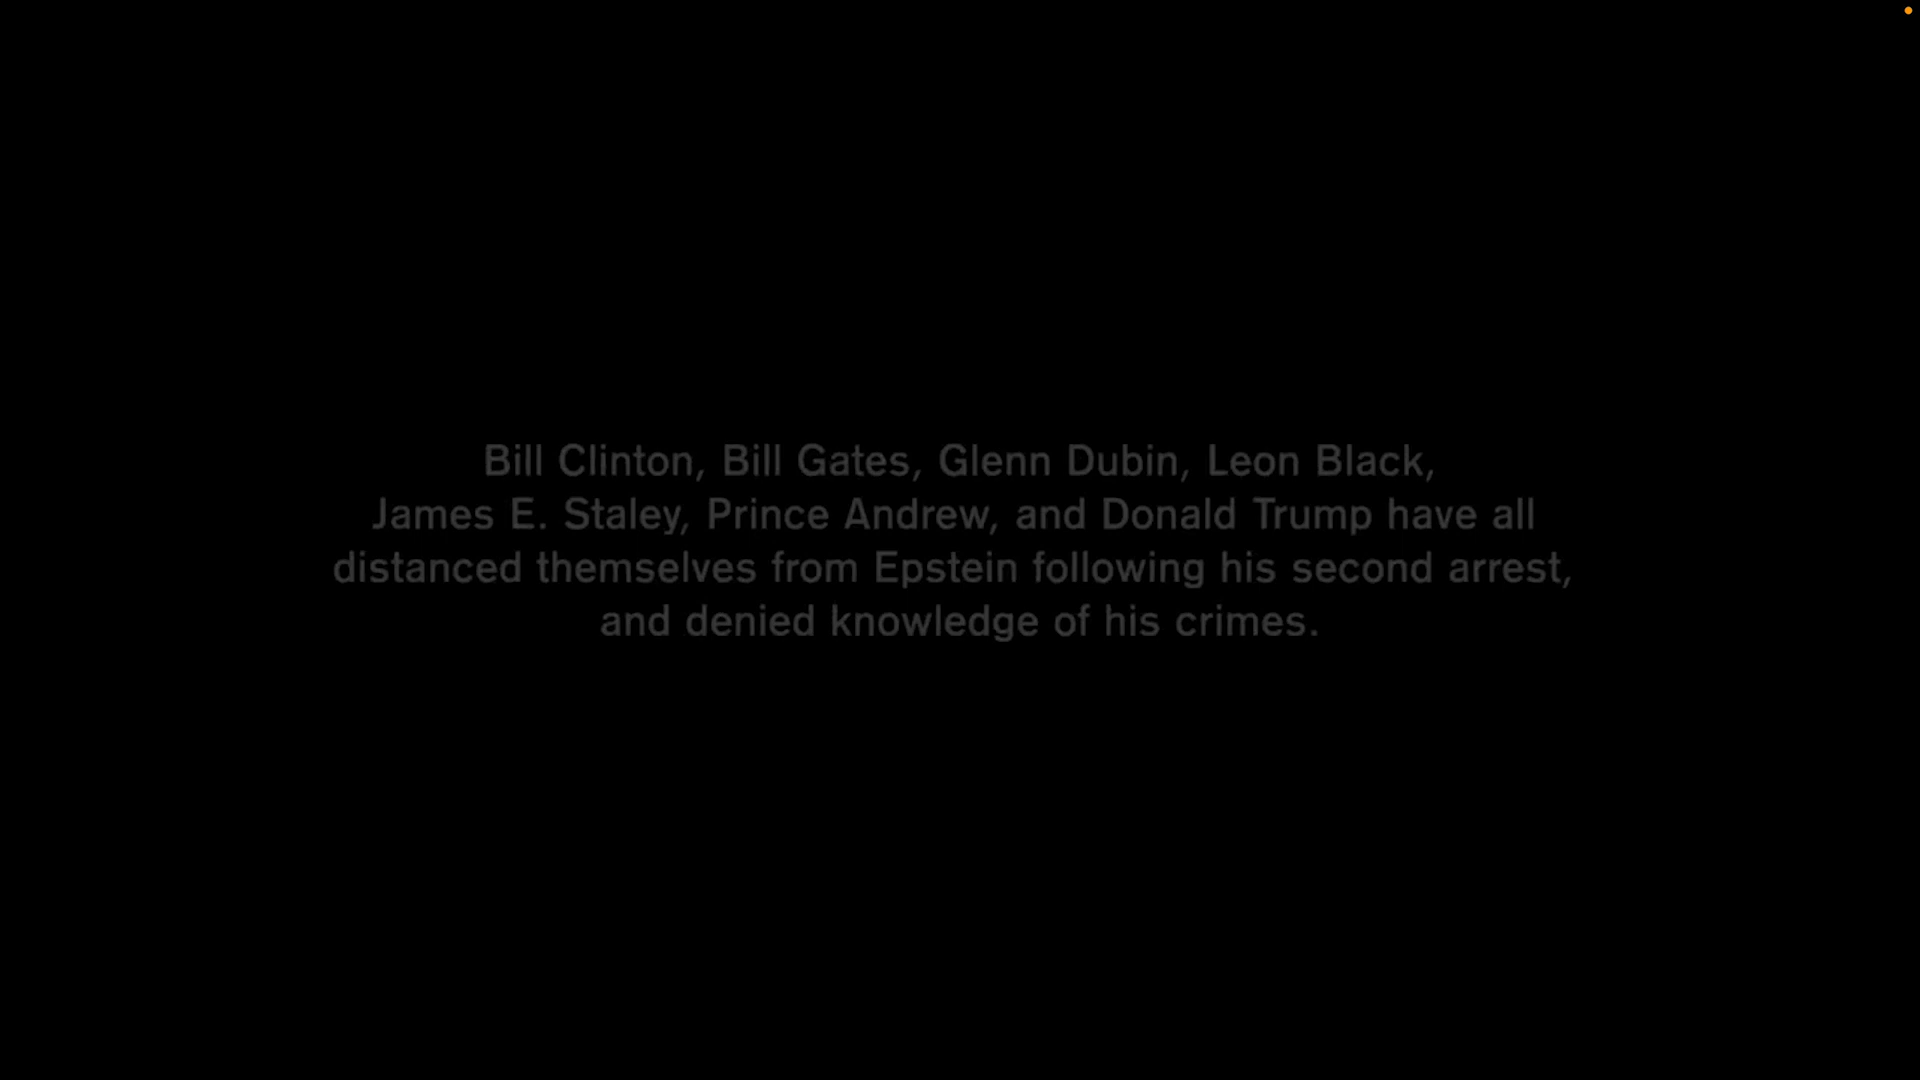 Bill Clinton, Bill Gates, Glenn Dubin, Leon Black,
James E. Staley, Prince Andrew, and Donald Trump have all
distanced themselves from Epstein following his second arrest,
and denied knowledge of his crimes.